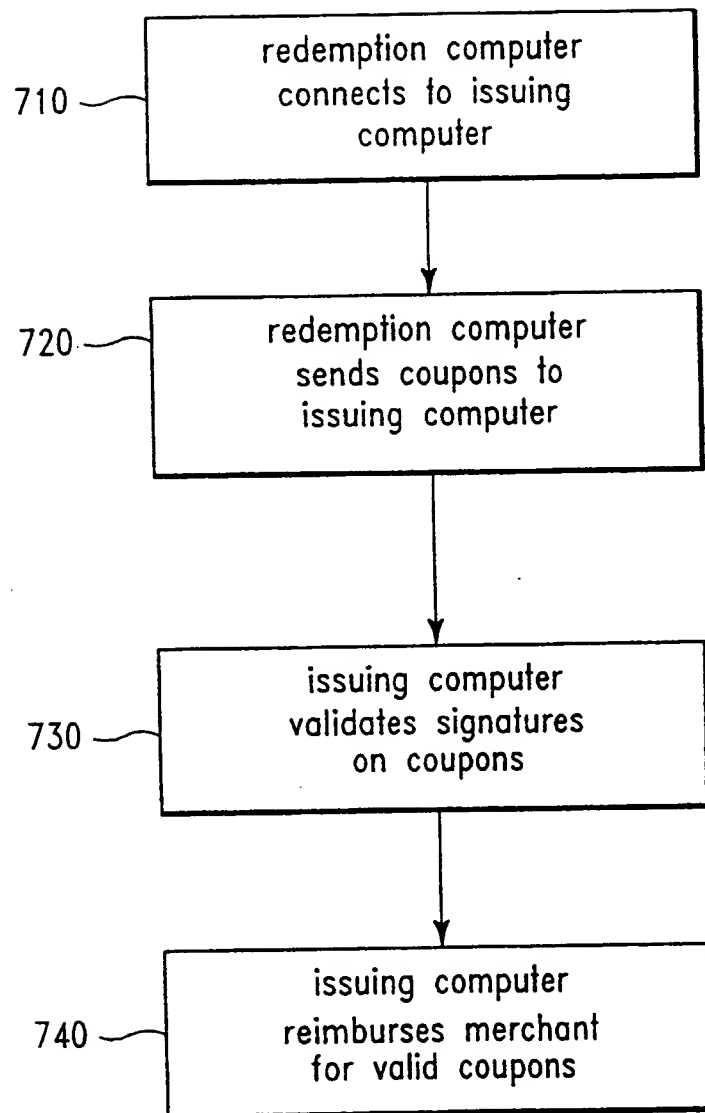 710
redemption computer
connects to issuing
computer
720
redemption computer
sends coupons to
issuing computer
730
issuing computer
validates signatures
on coupons
740
issuing computer
reimburses merchant
for valid coupons